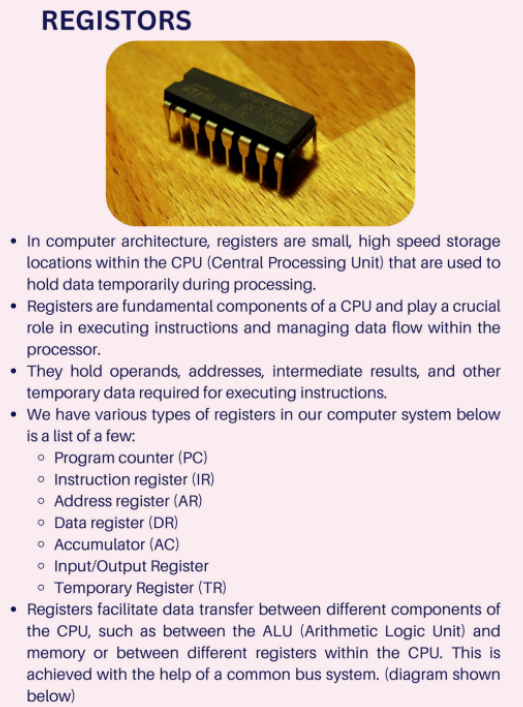 REGISTORS
• In computer architecture, registers are small, high speed storage
locations within the CPU (Central Processing Unit) that are used to
hold data temporarily during processing.
• Registers are fundamental components of a CPU and play a crucial
role in executing instructions and managing data flow within the
processor.
• They hold operands, addresses, intermediate results, and other
temporary data required for executing instructions.
• We have various types of registers in our computer system below
is a list of a few:
◦ Program counter (PC)
◦ Instruction register (IR)
◦ Address register (AR)
◦ Data register (DR)
◦ Accumulator (AC)
◦ Input/Output Register
◦ Temporary Register (TR)
• Registers facilitate data transfer between different components of
the CPU, such as between the ALU (Arithmetic Logic Unit) and
memory or between different registers within the CPU. This is
achieved with the help of a common bus system. (diagram shown
below)